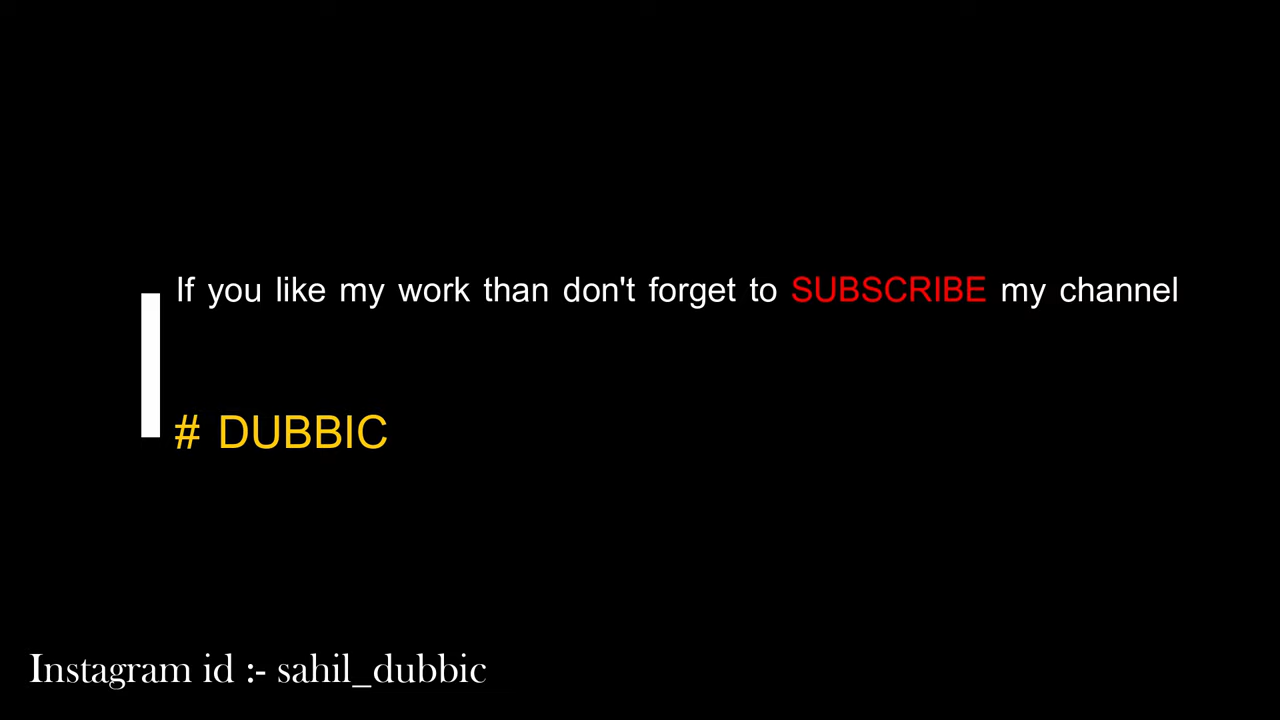 If you like my work than don't forget to SUBSCRIBE my channel
# DUBBIC
Instagram id :- sahil_dubbic